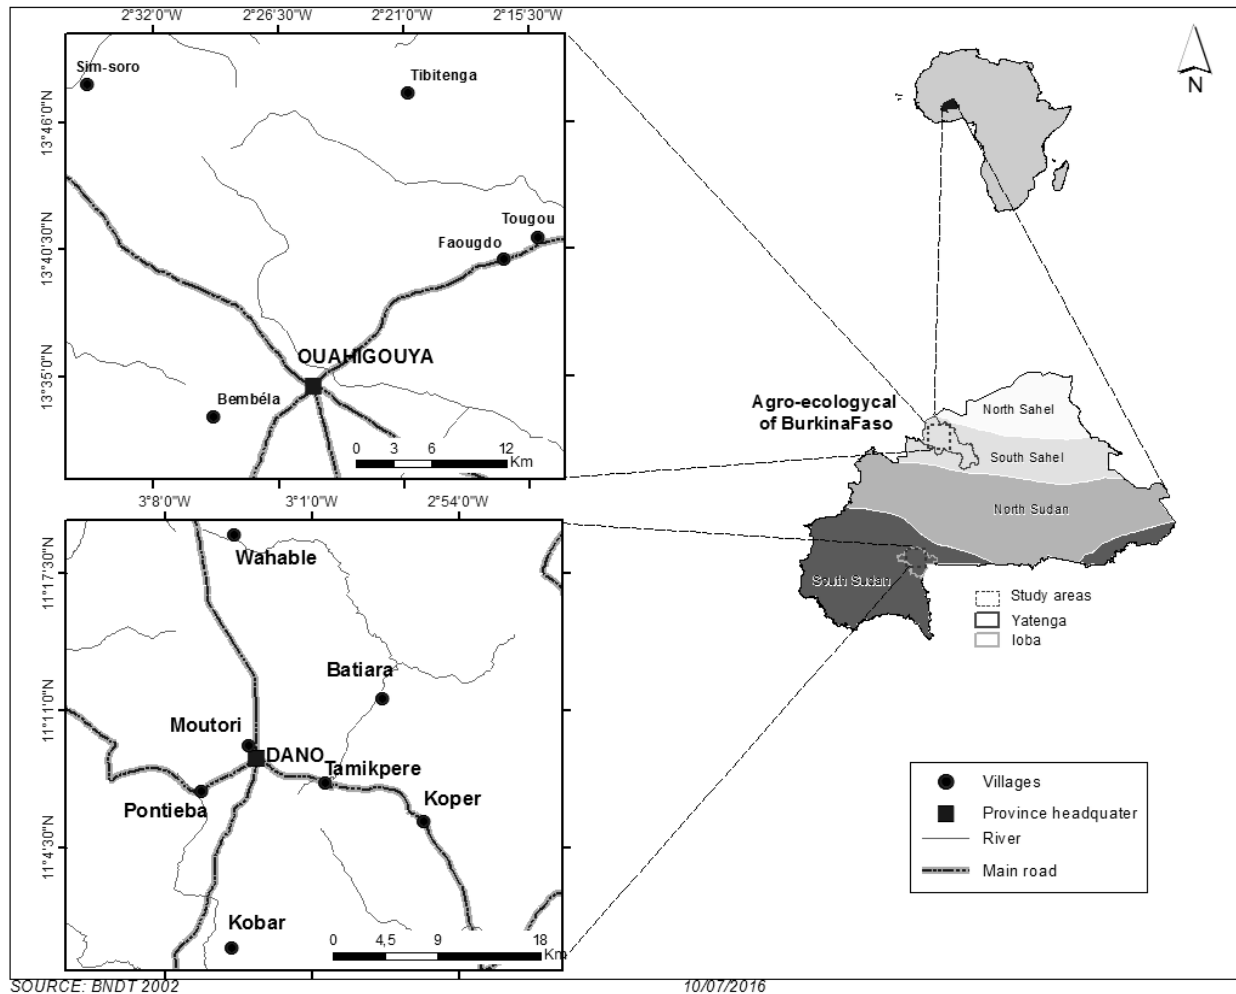 2°32'0"W
2°26'30"W
2°21'0"W
2°15'30"W
Sim-soro
Tibitenga
13°46'0"N
Tougou
Faougdo
13°40'30"N
OUAHIGOUYA
13°35'0"N
Bembéla
0 3 6 12
Km
3°8'0"W
3°1'0"W
2°54'0"W
Wahable
11°17'30"N
Batiara
11°11'0"N
Moutori
DANO
Tamikpere
Pontieba
Koper
11°4'30"N
Kobar
0 4,5 9 18
Km
N
Agro-ecologycal
of BurkinaFaso
North Sahel
South Sahel
North Sudan
South Sudan
Study areas
Yatenga
Ioba
Villages
Province headquater
River
Main road
SOURCE: BNDT 2002
10/07/2016